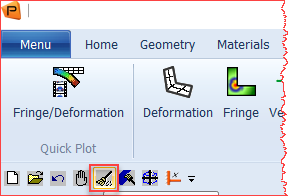 Menu Home Geometry Materials
Fringe/Deformation Deformation Fringe
Quick Plot